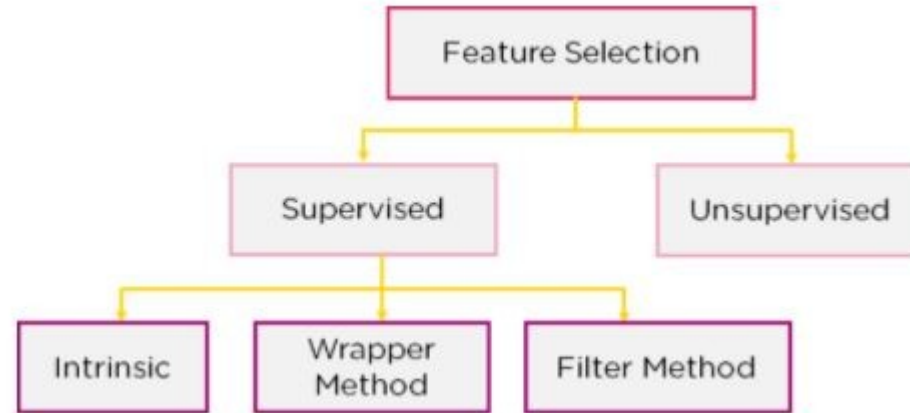 Feature Selection
Supervised
Unsupervised
Intrinsic
Wrapper
Method
Filter Method